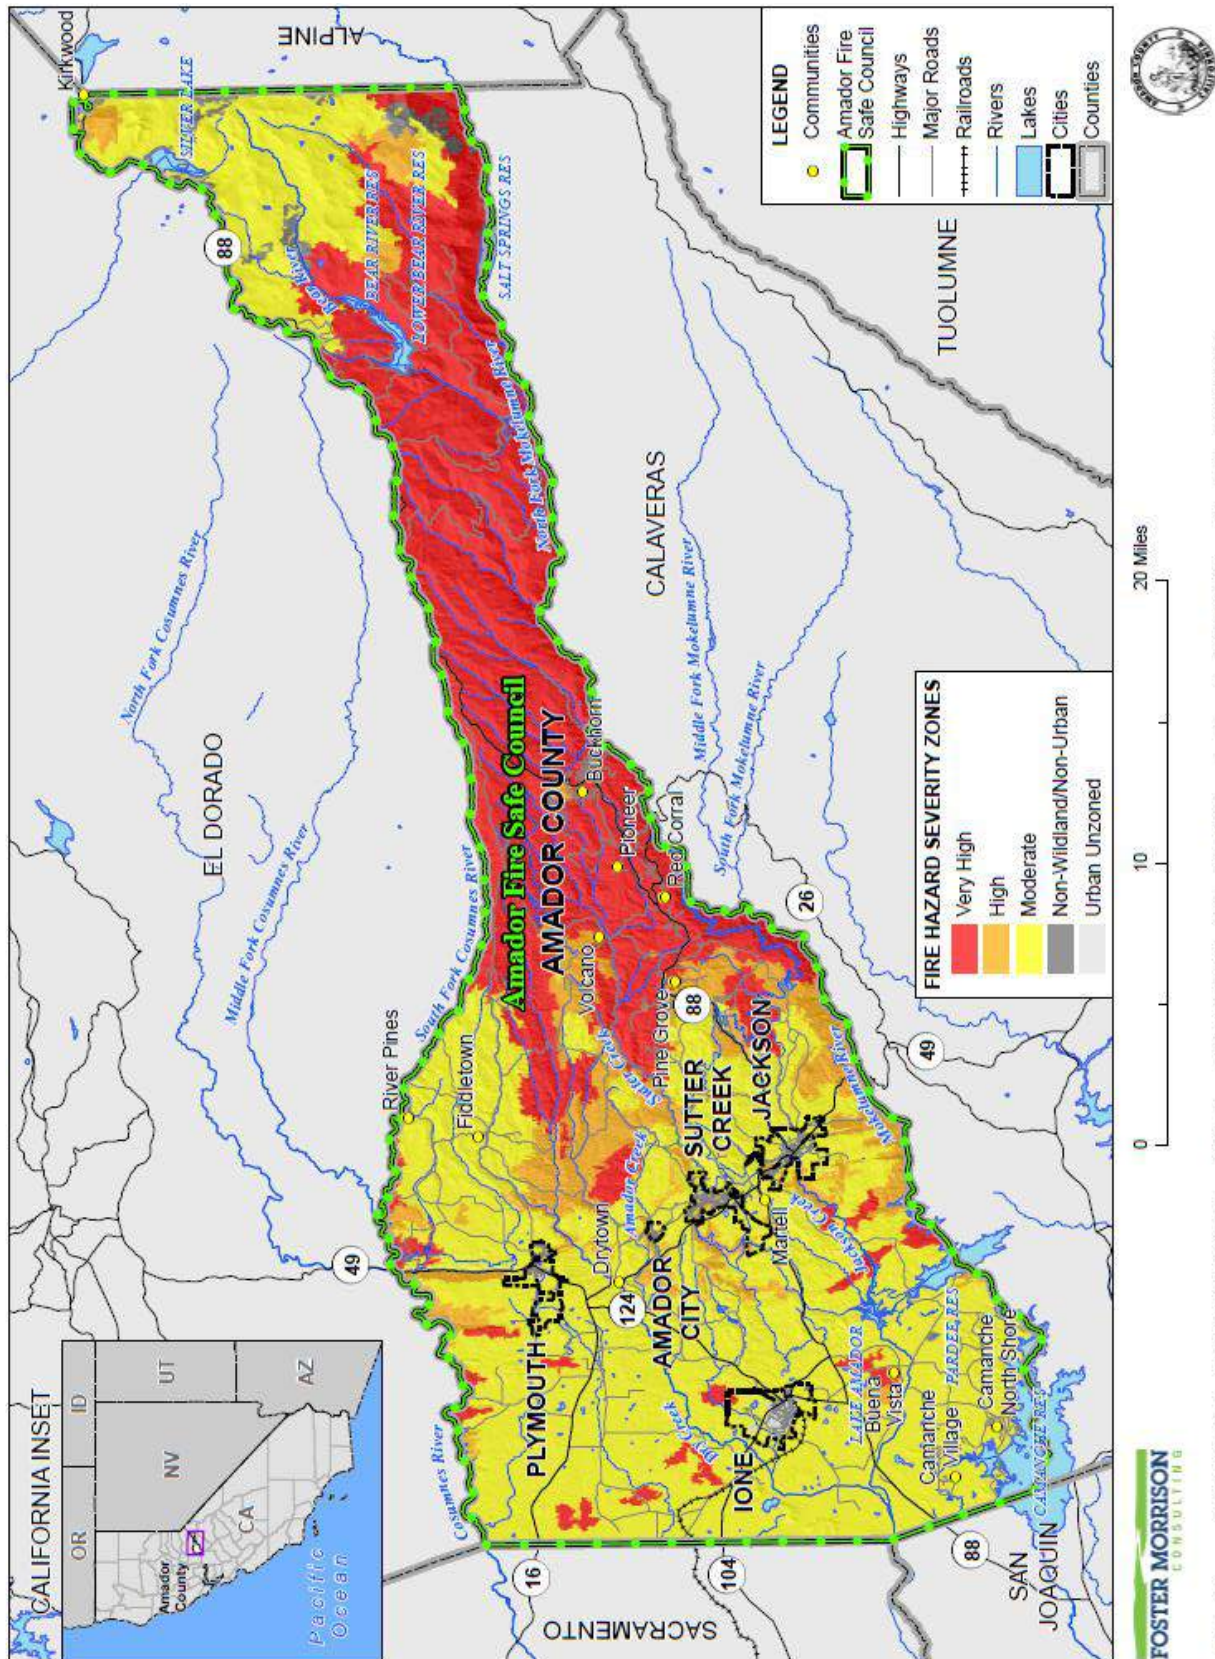 CALIFORNIA INSET
OR
ID
NV
UT
CA
AZ
Amador
County
Pacific
Ocean
EL DORADO
ALPINE
SACRAMENTO
SAN
JOAQUIN
CALAVERAS
TUOLUMNE
Kirkwood
SILVER LAKE
88
Bear River
BEAR RIVER RES
LOWER BEAR RIVER RES
SALT SPRINGS RES
North Fork Mokelumne River
North Fork Cosumnes River
Middle Fork Cosumnes River
South Fork Cosumnes River
Cosumnes River
49
River Pines
Fiddletown
Amador Fire Safe Council
AMADOR COUNTY
Buckhorn
Pioneer
Red Corral
Volcano
Pine Grove
88
Sutter Creek
SUTTER
CREEK
JACKSON
Amador Creek
Drytown
124
AMADOR
CITY
PLYMOUTH
Martell
Jackson Creek
Mokelumne River
Middle Fork Mokelumne River
South Fork Mokelumne River
26
49
16
104
88
IONE
Dry Creek
LAKE AMADOR
Buena
Vista
PARDEE RES
Camanche
Village
Camanche
North Shore
CAMANCHE RES
LEGEND
Communities
Amador Fire
Safe Council
Highways
Major Roads
Railroads
Rivers
Lakes
Cities
Counties
FIRE HAZARD SEVERITY ZONES
Very High
High
Moderate
Non-Wildland/Non-Urban
Urban Unzoned
0
10
20 Miles
FOSTER MORRISON
CONSULTING